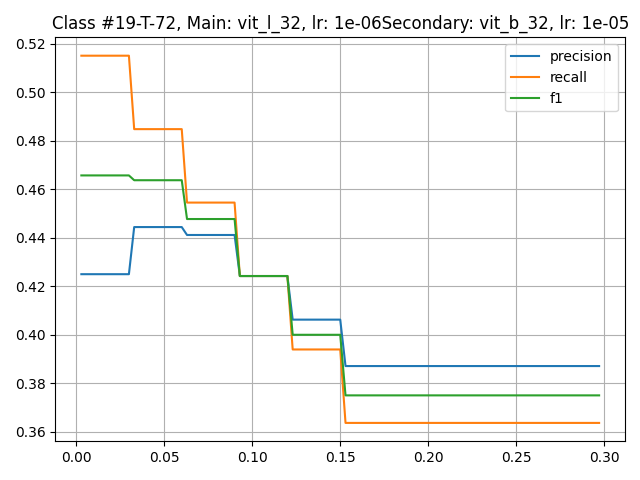 Class #19-T-72, Main: vit_l_32, lr: 1e-06Secondary: vit_b_32, lr: 1e-05
0.52
0.50
0.48
0.46
0.44
0.42
0.40
0.38
0.36
precision
recall
f1
0.00 0.05 0.10 0.15 0.20 0.25 0.30